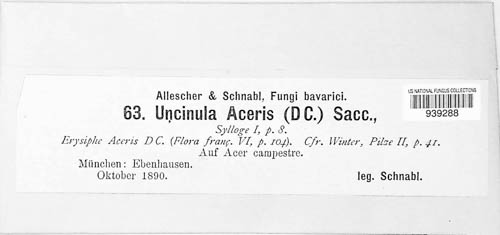 Allescher & Schnabl, Fungi bavarici.
63. Uncinula Aceris (DC.) Sacc.,
Sylloge I, p. 8.
Erysiphe Aceris DC. (Flora franç. VI, p. 104). Cfr. Winter, Pilze II, p. 41.
Auf Acer campestre.
München: Ebenhausen.
Oktober 1890.
leg. Schnabl.
US NATIONAL FUNGUS COLLECTIONS
939288